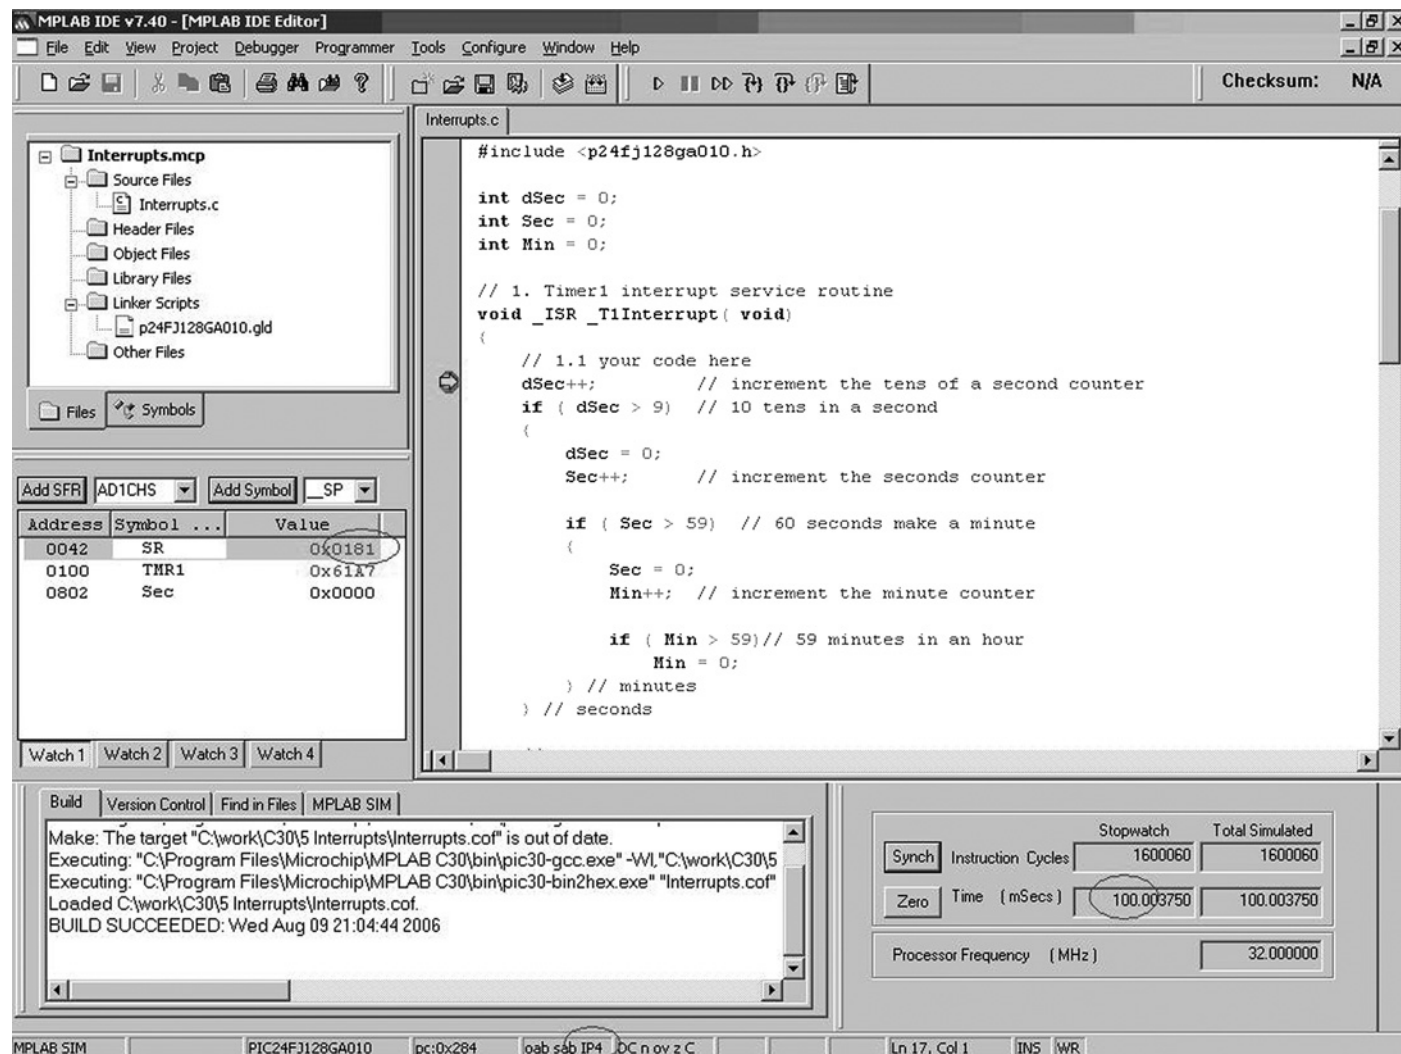 MPLAB IDE v7.40 - [MPLAB IDE Editor]
File Edit View Project Debugger Programmer Tools Configure Window Help
Checksum: N/A
Interrupts.mcp
Source Files
Interrupts.c
Header Files
Object Files
Library Files
Linker Scripts
p24FJ128GA010.gld
Other Files
Files Symbols
Add SFR AD1CHS Add Symbol __SP
Address Symbol ... Value
0042 SR 0x0181
0100 TMR1 0x61A7
0802 Sec 0x0000
Watch 1 Watch 2 Watch 3 Watch 4
Interrupts.c
#include <p24fj128ga010.h>
int dSec = 0;
int Sec = 0;
int Min = 0;
// 1. Timer1 interrupt service routine
void _ISR _T1Interrupt( void)
{
// 1.1 your code here
dSec++; // increment the tens of a second counter
if ( dSec > 9) // 10 tens in a second
{
dSec = 0;
Sec++; // increment the seconds counter
if ( Sec > 59) // 60 seconds make a minute
{
Sec = 0;
Min++; // increment the minute counter
if ( Min > 59)// 59 minutes in an hour
Min = 0;
} // minutes
} // seconds
Build Version Control Find in Files MPLAB SIM
Make: The target "C:\work\C30\5 Interrupts\Interrupts.cof" is out of date.
Executing: "C:\Program Files\Microchip\MPLAB C30\bin\pic30-gcc.exe" -Wl,"C:\work\C30\5
Executing: "C:\Program Files\Microchip\MPLAB C30\bin\pic30-bin2hex.exe" "Interrupts.cof"
Loaded C:\work\C30\5 Interrupts\Interrupts.cof.
BUILD SUCCEEDED: Wed Aug 09 21:04:44 2006
Stopwatch Total Simulated
Synch Instruction Cycles 1600060 1600060
Zero Time (mSecs) 100.003750 100.003750
Processor Frequency (MHz) 32.000000
MPLAB SIM PIC24FJ128GA010 pc:0x284 oab sab IP4 DC n ov z C Ln 17, Col 1 INS WR